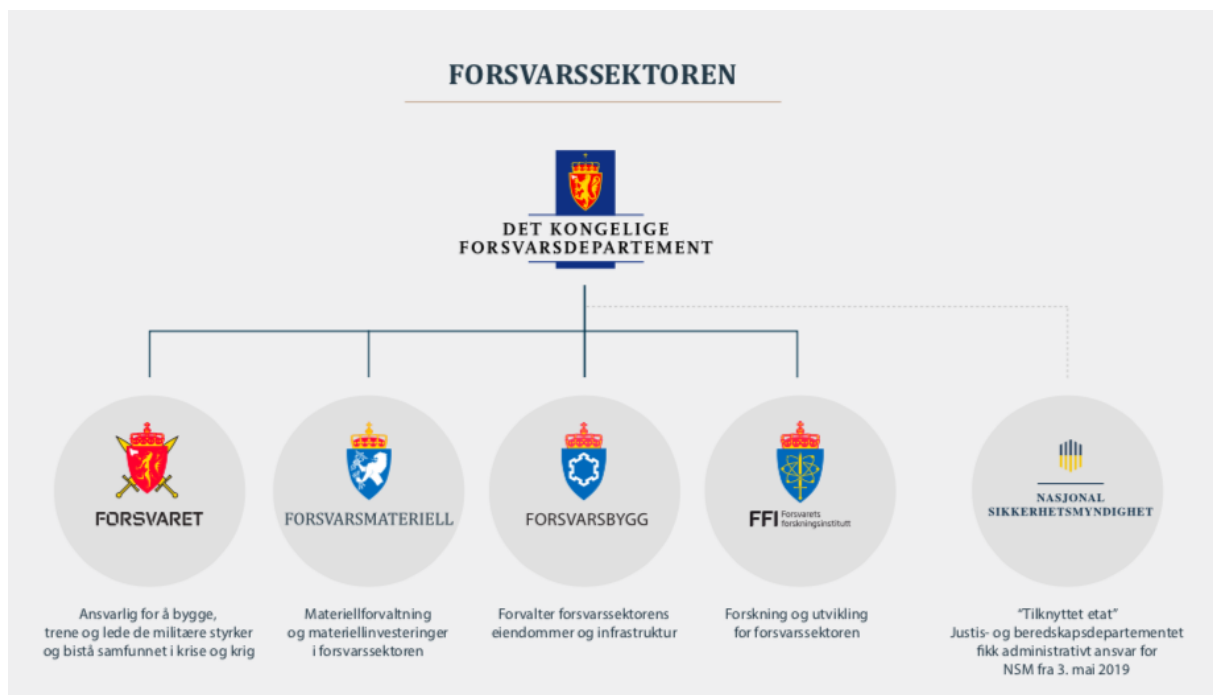 FORSVARSSEKTOREN
DET KONGELIGE
FORSVARSDEPARTEMENT
FORSVARET
Ansvarlig for å bygge,
trene og lede de militære styrker
og bistå samfunnet i krise og krig
FORSVARSMATERIELL
Materiellforvaltning
og materiellinvesteringer
i forsvarssektoren
FORSVARSBYGG
Forvalter forsvarssektorens
eiendommer og infrastruktur
FFI Forsvarets
forskningsinstitutt
Forskning og utvikling
for forsvarssektoren
NASJONAL
SIKKERHETSMYNDIGHET
"Tilknyttet etat"
Justis- og beredskapsdepartementet
fikk administrativt ansvar for
NSM fra 3. mai 2019